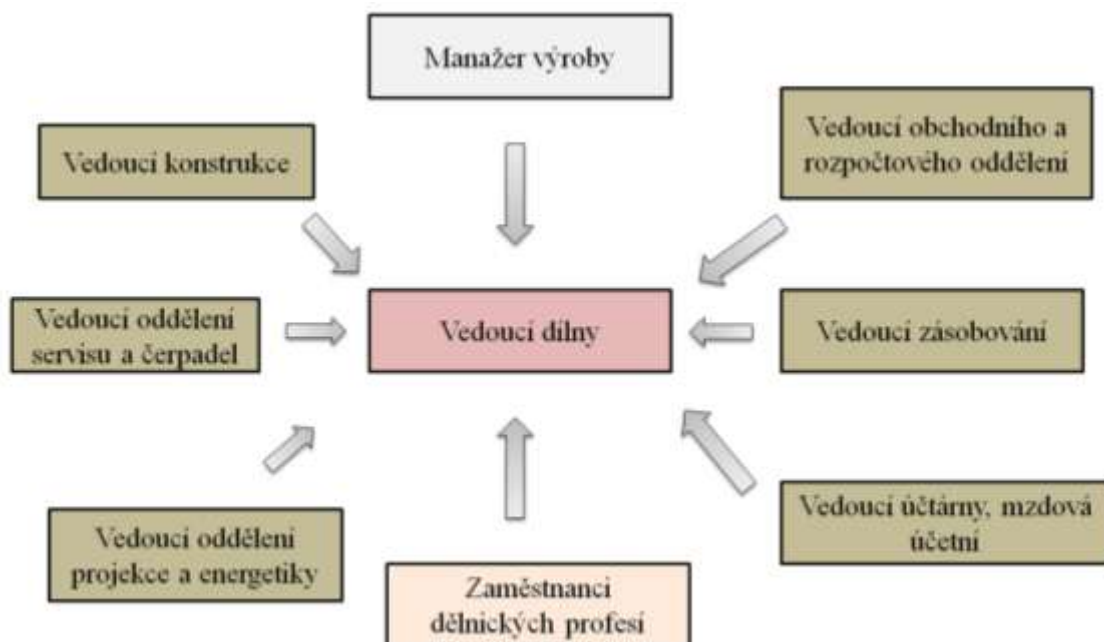 Manažer výroby
Vedoucí konstrukce
Vedoucí obchodního a
rozpočtového oddělení
Vedoucí oddělení
servisu a čerpadel
Vedoucí dílny
Vedoucí zásobování
Vedoucí oddělení
projekce a energetiky
Zaměstnanci
dělnických profesí
Vedoucí účtárny, mzdová
účetní